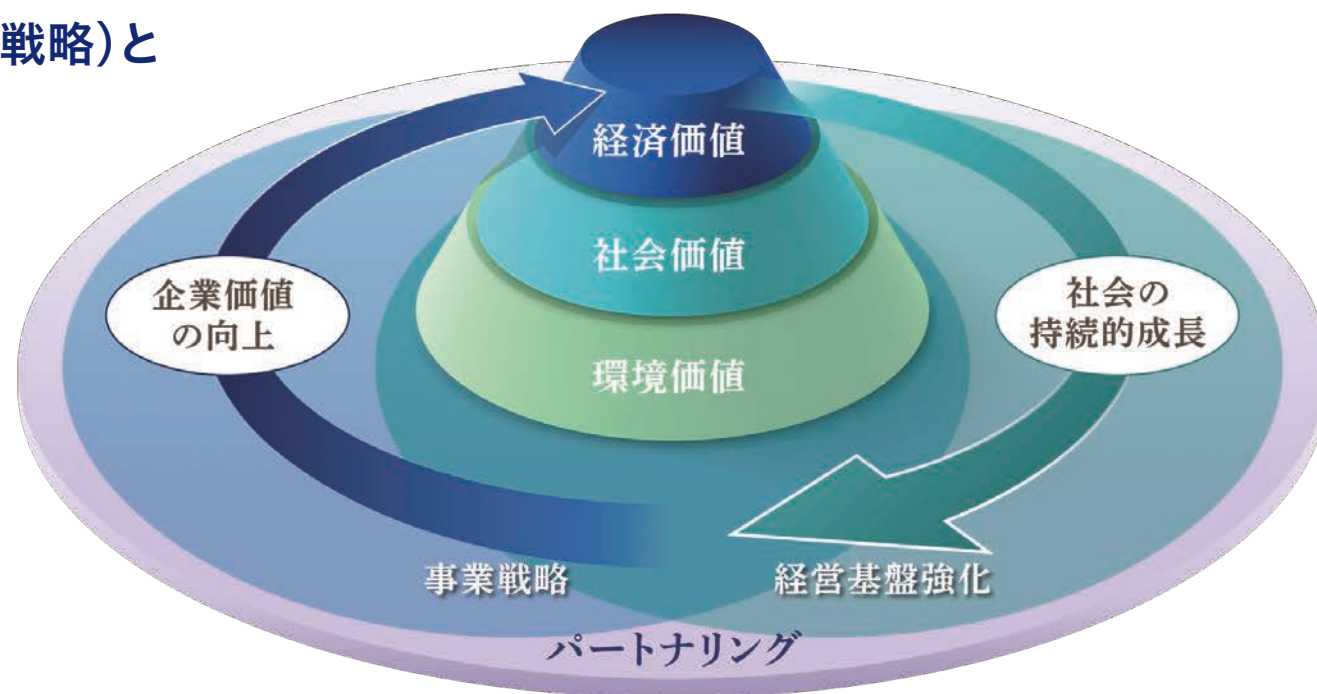 戦略)と
経済価値
社会価値
環境価値
企業価値
の向上
社会の
持続的成長
事業戦略
経営基盤強化
パートナリング